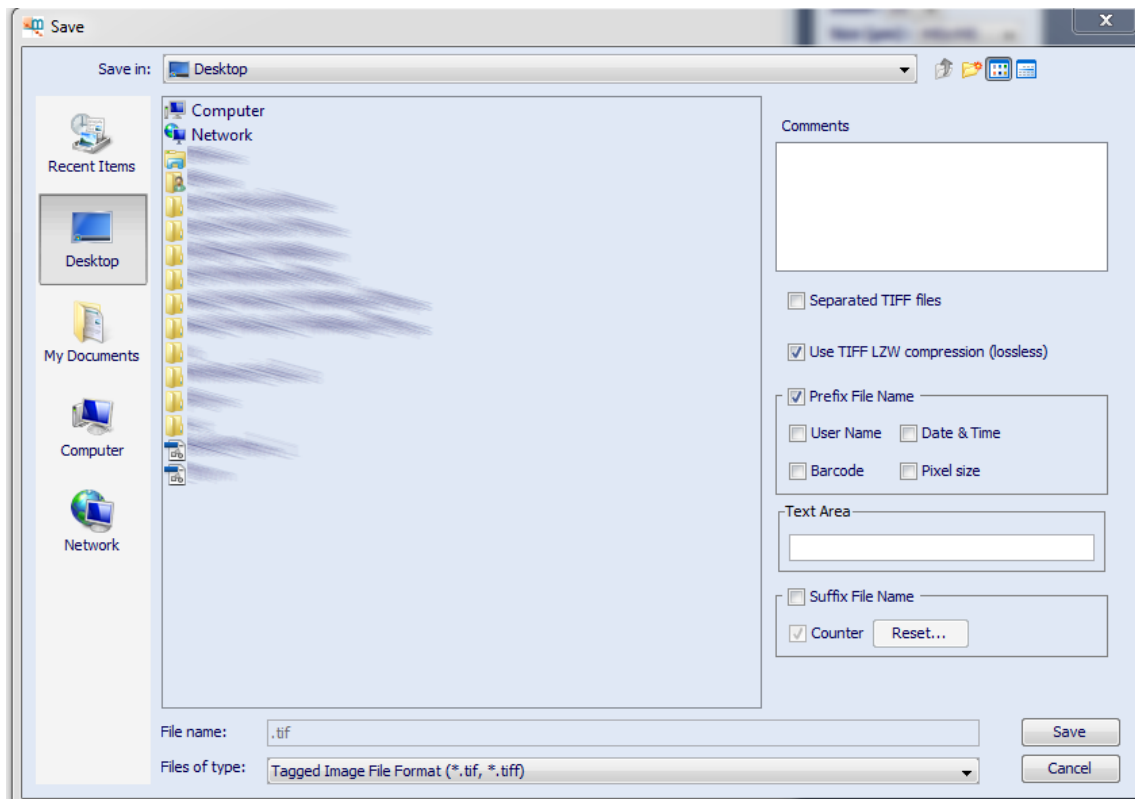 Save
X
Save in: Desktop
Recent Items
Desktop
My Documents
Computer
Network
Computer
Network
Comments
Separated TIFF files
Use TIFF LZW compression (lossless)
Prefix File Name
User Name Date & Time
Barcode Pixel size
Text Area
Suffix File Name
Counter Reset...
File name: .tif Save
Files of type: Tagged Image File Format (*.tif, *.tiff) Cancel